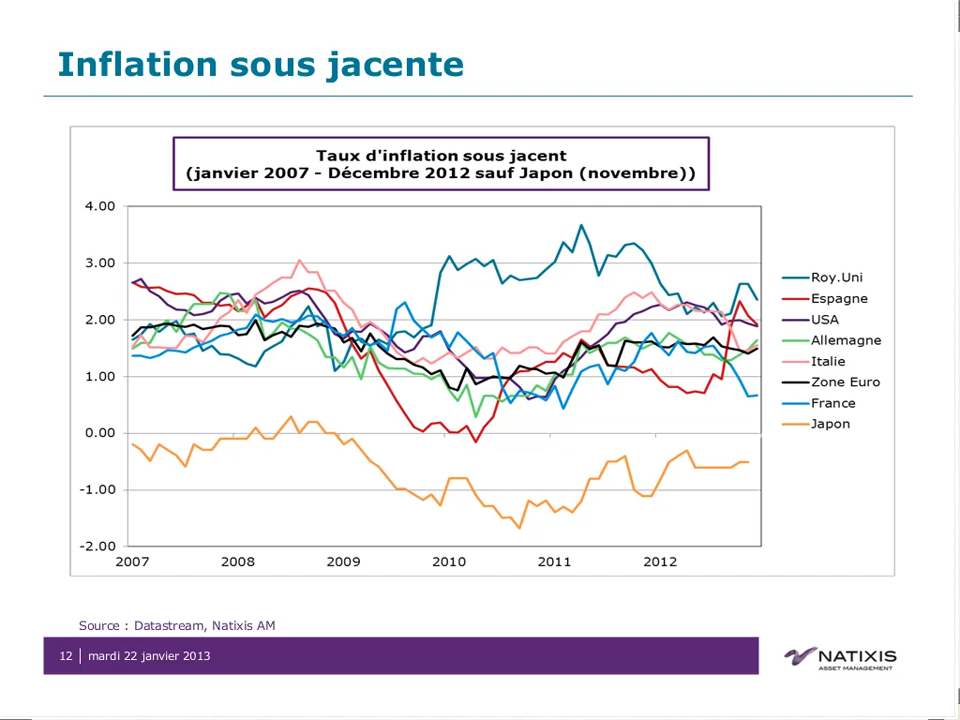 Inflation sous jacente
Taux d'inflation sous jacent
(janvier 2007 - Décembre 2012 sauf Japon (novembre))
4.00
3.00
2.00
1.00
0.00
-1.00
-2.00
2007 2008 2009 2010 2011 2012
Roy.Uni
Espagne
USA
Allemagne
Italie
Zone Euro
France
Japon
Source : Datastream, Natixis AM
12 mardi 22 janvier 2013
NATIXIS
ASSET MANAGEMENT